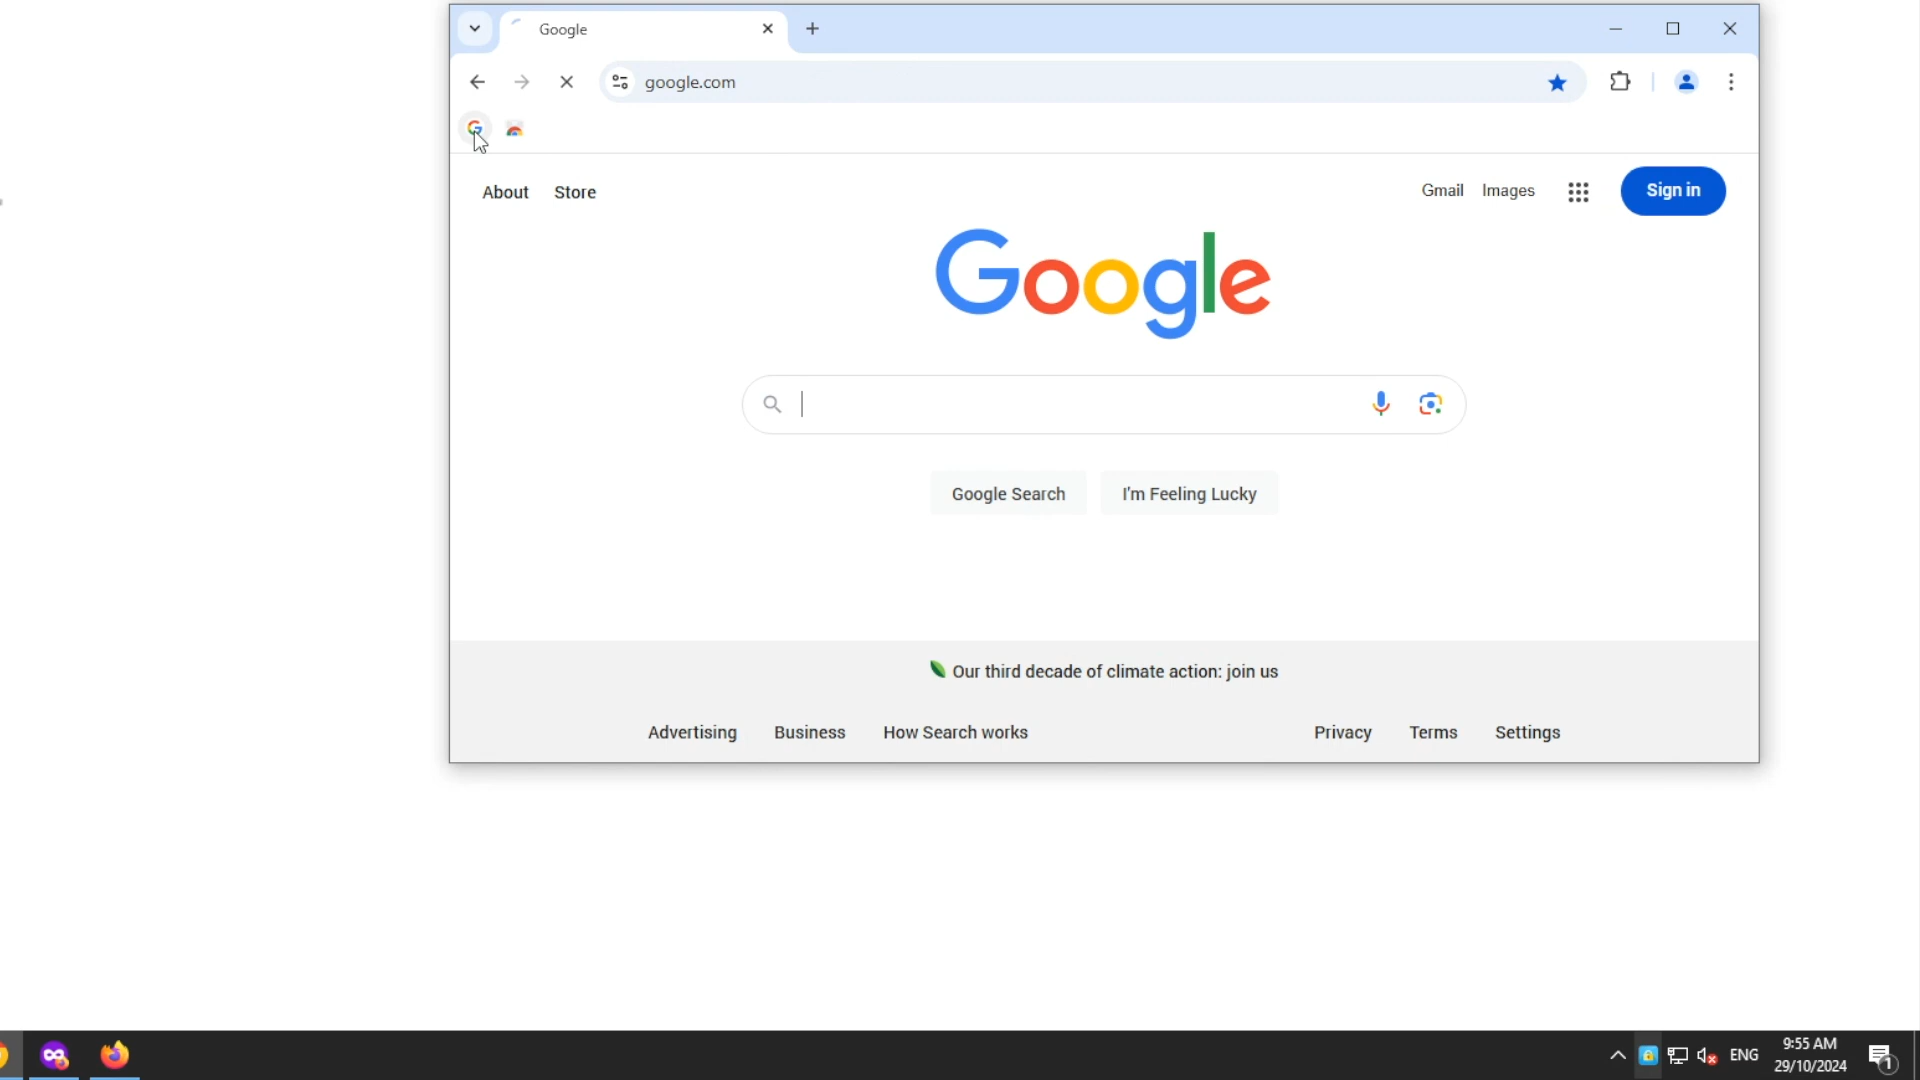 Google
google.com
About Store Gmail Images Sign in
Google
Google Search I'm Feeling Lucky
Our third decade of climate action: join us
Advertising Business How Search works Privacy Terms Settings
ENG 9:55 AM
29/10/2024 1